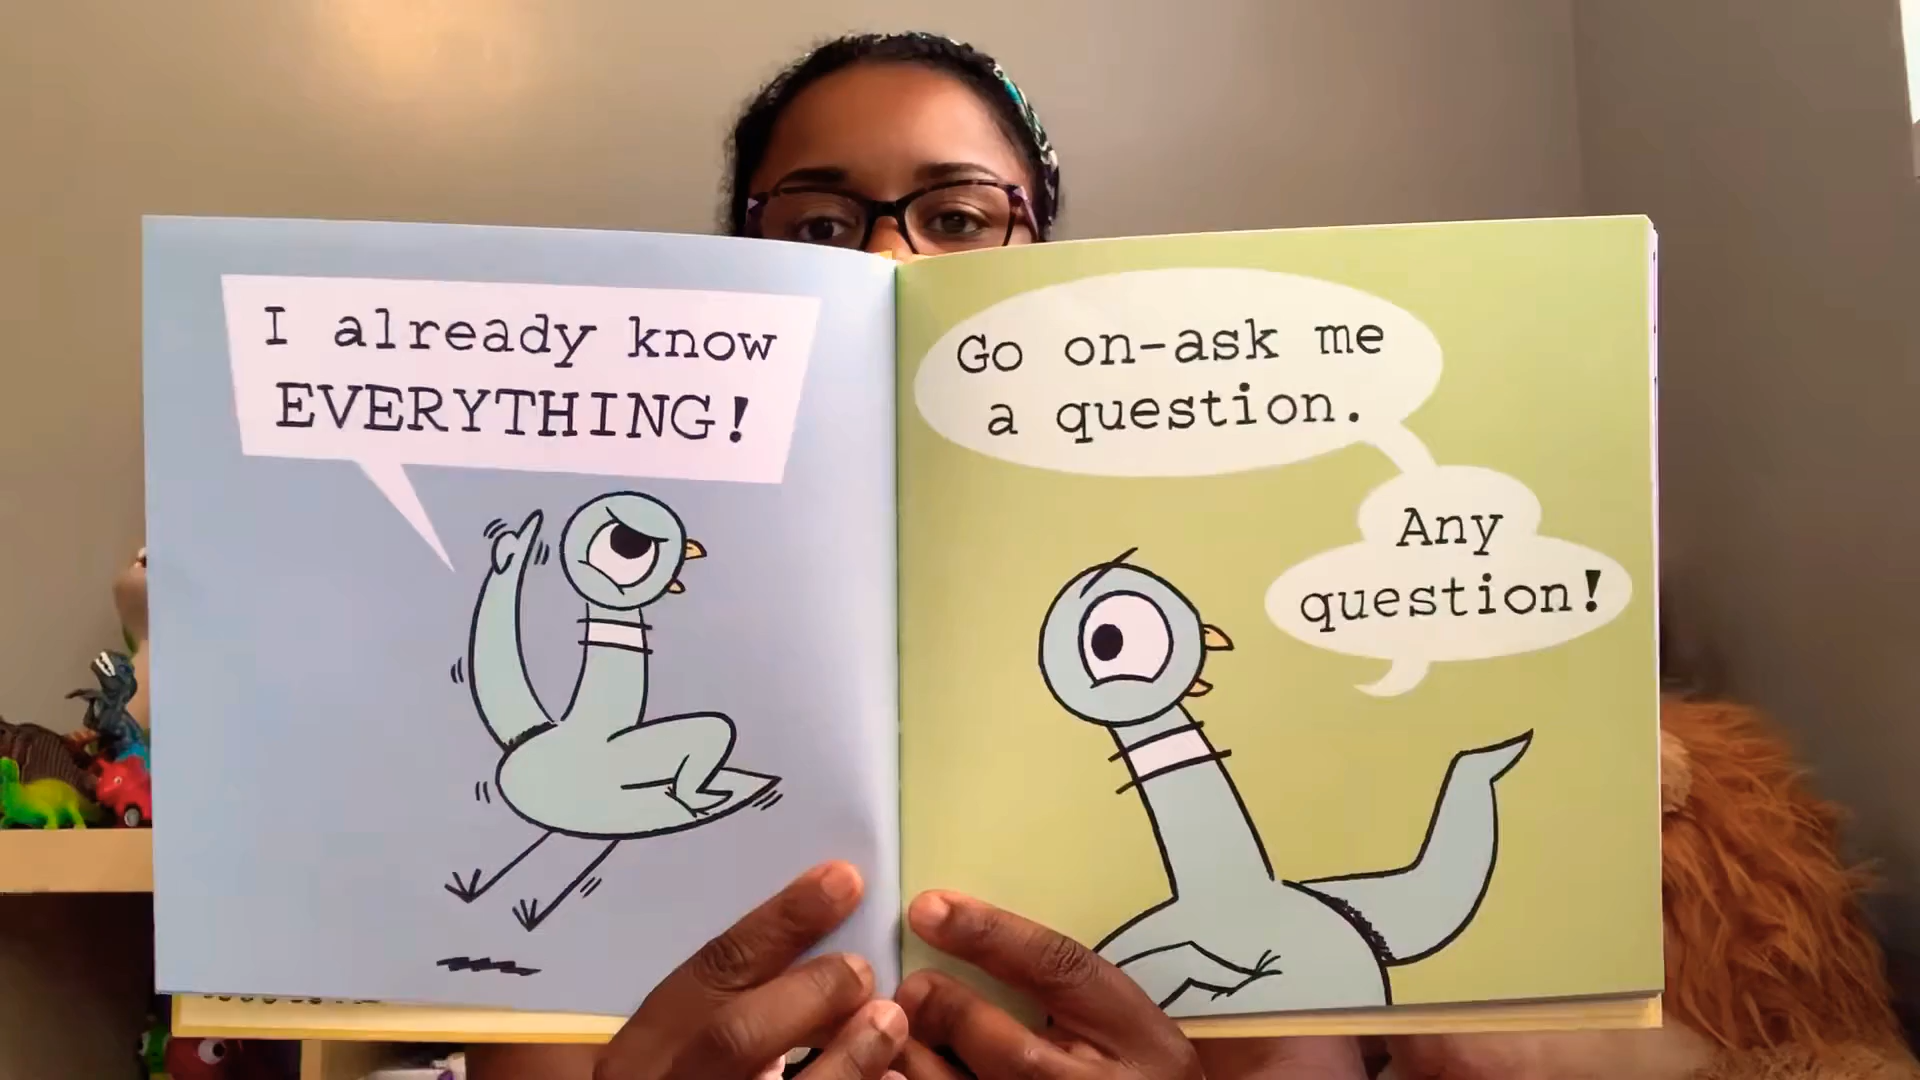 I already know
EVERYTHING!
Go on-ask me
a question.
Any
question!